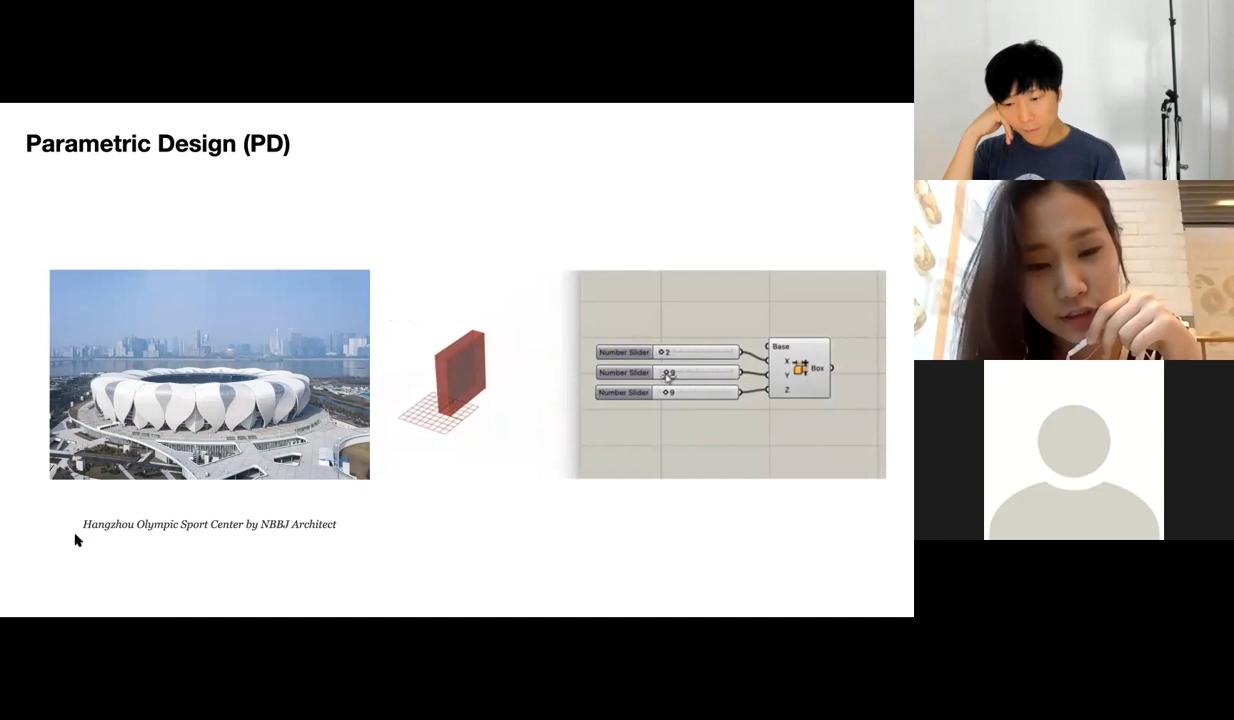 Parametric Design (PD)
Number Slider 2
Number Slider 9
Number Slider 9
Base
X
Y
Z
Box
Hangzhou Olympic Sport Center by NBBJ Architect